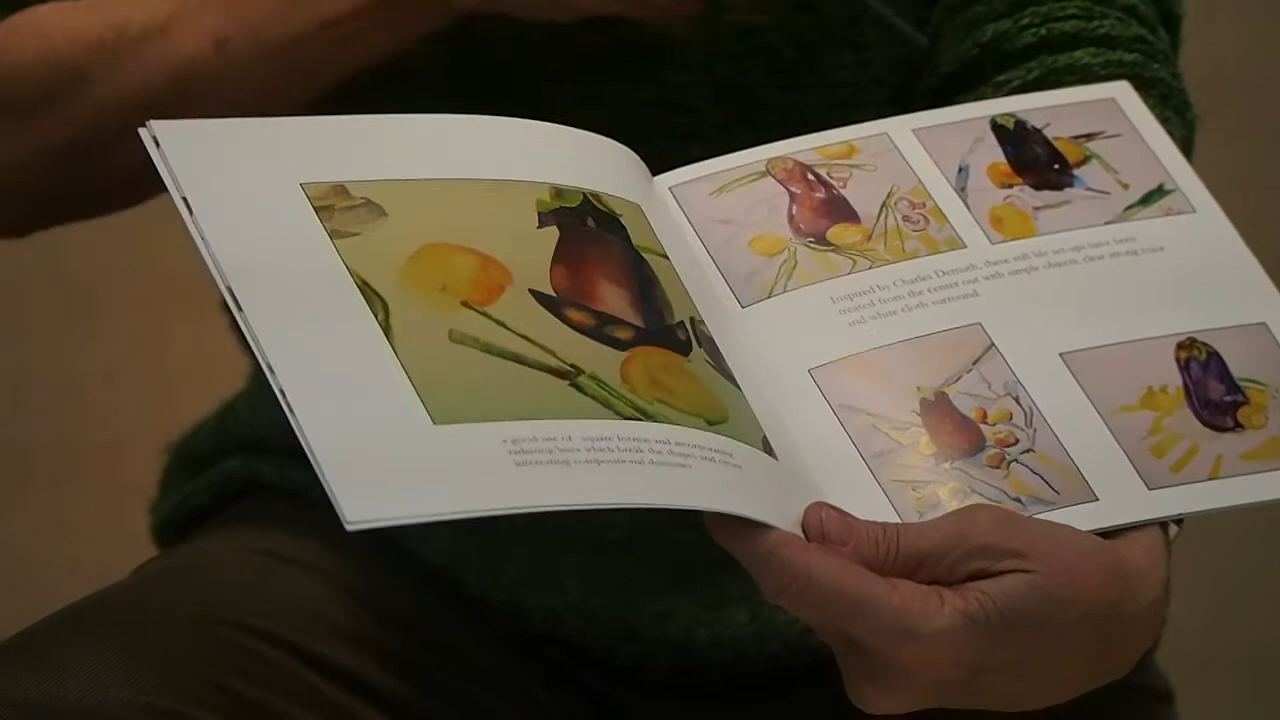 a good use of square format and incorporating
radiating lines which break the shapes and create
interesting compositional dynamics
Inspired by Charles Demuth, these still life set-ups have been
treated from the center out with simple objects, clear strong color
and white cloth surround